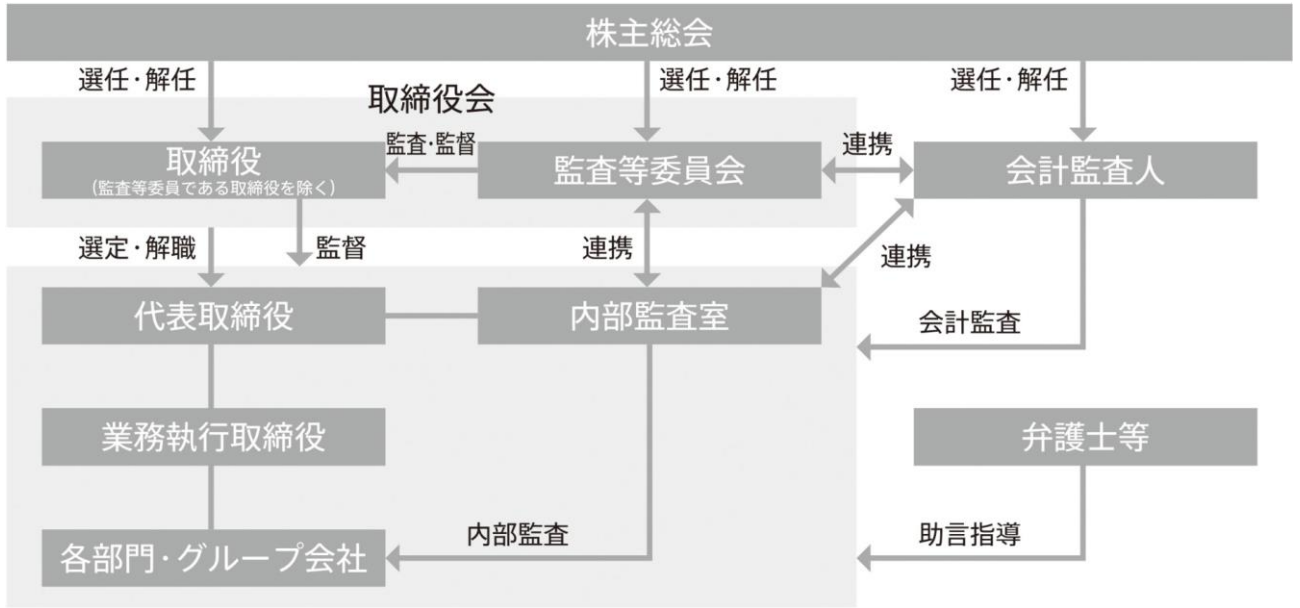 株主総会
選任・解任
選任・解任
選任・解任
取締役会
取締役
(監査等委員である取締役を除く)
監査・監督
監査等委員会
連携
会計監査人
選定・解職
監督
連携
連携
代表取締役
内部監査室
会計監査
業務執行取締役
弁護士等
各部門・グループ会社
内部監査
助言指導